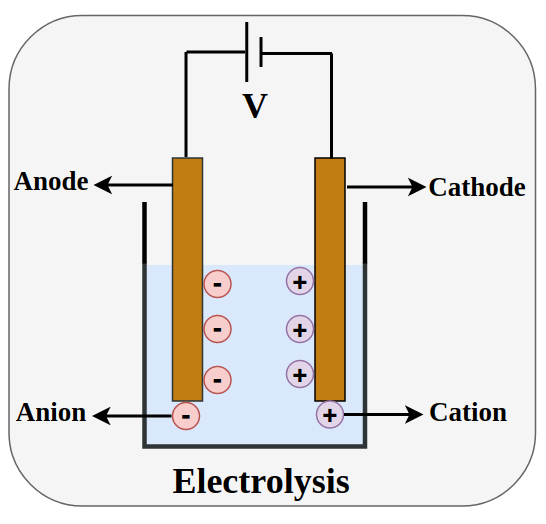 V
Anode
Cathode
-
+
-
+
-
+
Anion
-
+
Cation
Electrolysis